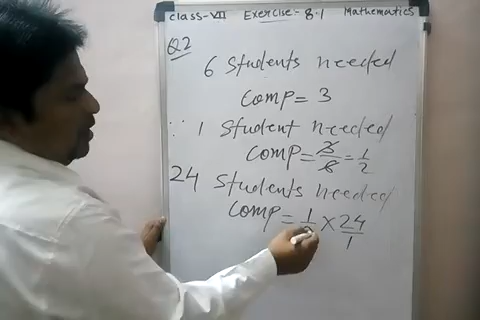 class-VII Exercise:-8.1 Mathematics
Q2
6 Students needed
comp = 3
∵ 1 Student needed
comp = 3/6 = 1/2
24 Students needed
comp = 1/2 × 24/1